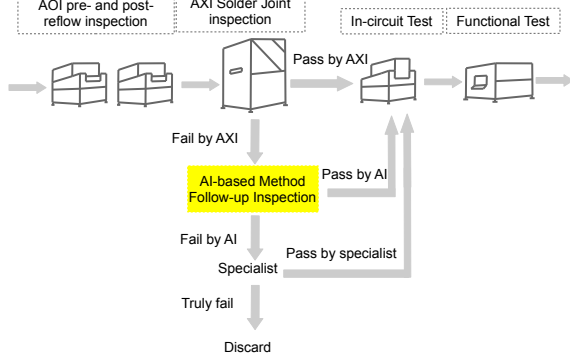 AOI pre- and post-
reflow inspection
AXI Solder Joint
inspection
In-circuit Test
Functional Test
Pass by AXI
Fail by AXI
AI-based Method
Follow-up Inspection
Pass by AI
Fail by AI
Pass by specialist
Specialist
Truly fail
Discard